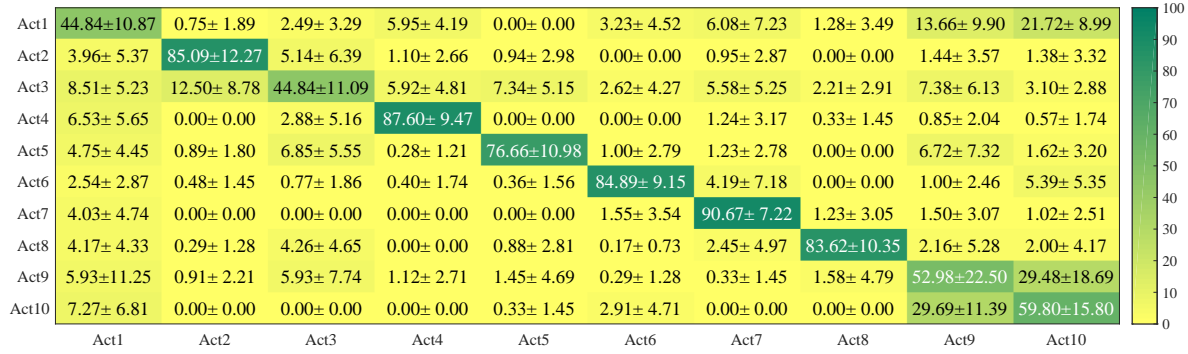 Act1 44.84±10.87 0.75± 1.89 2.49± 3.29 5.95± 4.19 0.00± 0.00 3.23± 4.52 6.08± 7.23 1.28± 3.49 13.66± 9.90 21.72± 8.99
Act2 3.96± 5.37 85.09±12.27 5.14± 6.39 1.10± 2.66 0.94± 2.98 0.00± 0.00 0.95± 2.87 0.00± 0.00 1.44± 3.57 1.38± 3.32
Act3 8.51± 5.23 12.50± 8.78 44.84±11.09 5.92± 4.81 7.34± 5.15 2.62± 4.27 5.58± 5.25 2.21± 2.91 7.38± 6.13 3.10± 2.88
Act4 6.53± 5.65 0.00± 0.00 2.88± 5.16 87.60± 9.47 0.00± 0.00 0.00± 0.00 1.24± 3.17 0.33± 1.45 0.85± 2.04 0.57± 1.74
Act5 4.75± 4.45 0.89± 1.80 6.85± 5.55 0.28± 1.21 76.66±10.98 1.00± 2.79 1.23± 2.78 0.00± 0.00 6.72± 7.32 1.62± 3.20
Act6 2.54± 2.87 0.48± 1.45 0.77± 1.86 0.40± 1.74 0.36± 1.56 84.89± 9.15 4.19± 7.18 0.00± 0.00 1.00± 2.46 5.39± 5.35
Act7 4.03± 4.74 0.00± 0.00 0.00± 0.00 0.00± 0.00 0.00± 0.00 1.55± 3.54 90.67± 7.22 1.23± 3.05 1.50± 3.07 1.02± 2.51
Act8 4.17± 4.33 0.29± 1.28 4.26± 4.65 0.00± 0.00 0.88± 2.81 0.17± 0.73 2.45± 4.97 83.62±10.35 2.16± 5.28 2.00± 4.17
Act9 5.93±11.25 0.91± 2.21 5.93± 7.74 1.12± 2.71 1.45± 4.69 0.29± 1.28 0.33± 1.45 1.58± 4.79 52.98±22.50 29.48±18.69
Act10 7.27± 6.81 0.00± 0.00 0.00± 0.00 0.00± 0.00 0.33± 1.45 2.91± 4.71 0.00± 0.00 0.00± 0.00 29.69±11.39 59.80±15.80
Act1 Act2 Act3 Act4 Act5 Act6 Act7 Act8 Act9 Act10
100
90
80
70
60
50
40
30
20
10
0